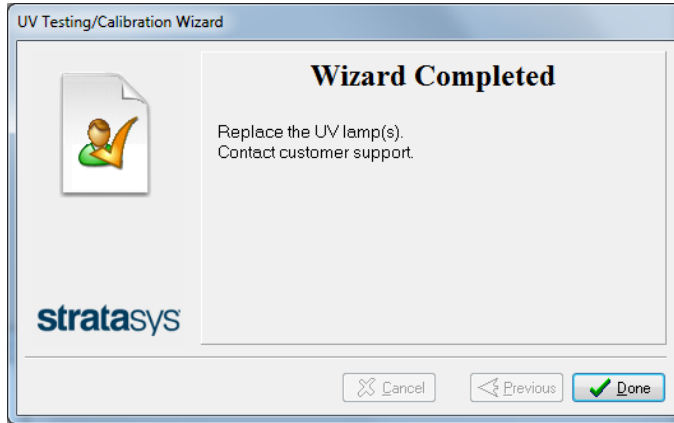 UV Testing/Calibration Wizard
Wizard Completed
Replace the UV lamp(s).
Contact customer support.
stratasys
Cancel
Previous
Done